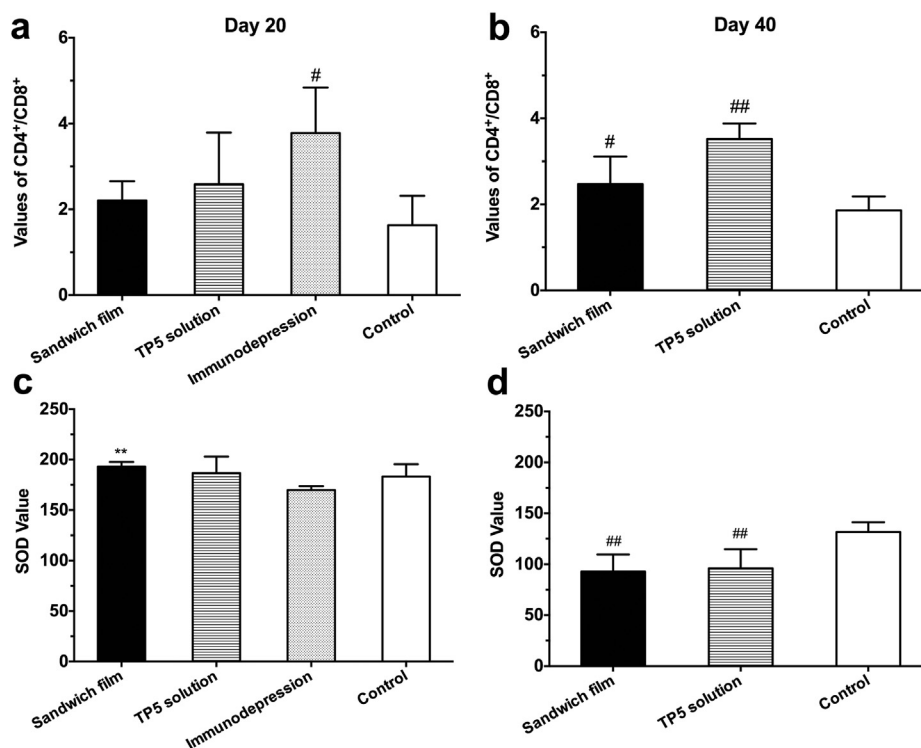 a
Day 20
Values of CD4⁺/CD8⁺
6
4
2
0
#
Sandwich film
TP5 solution
Immunodepression
Control
b
Day 40
Values of CD4⁺/CD8⁺
6
4
2
0
#
##
Sandwich film
TP5 solution
Control
c
SOD Value
250
200
150
100
50
0
**
Sandwich film
TP5 solution
Immunodepression
Control
d
SOD Value
250
200
150
100
50
0
##
##
Sandwich film
TP5 solution
Control